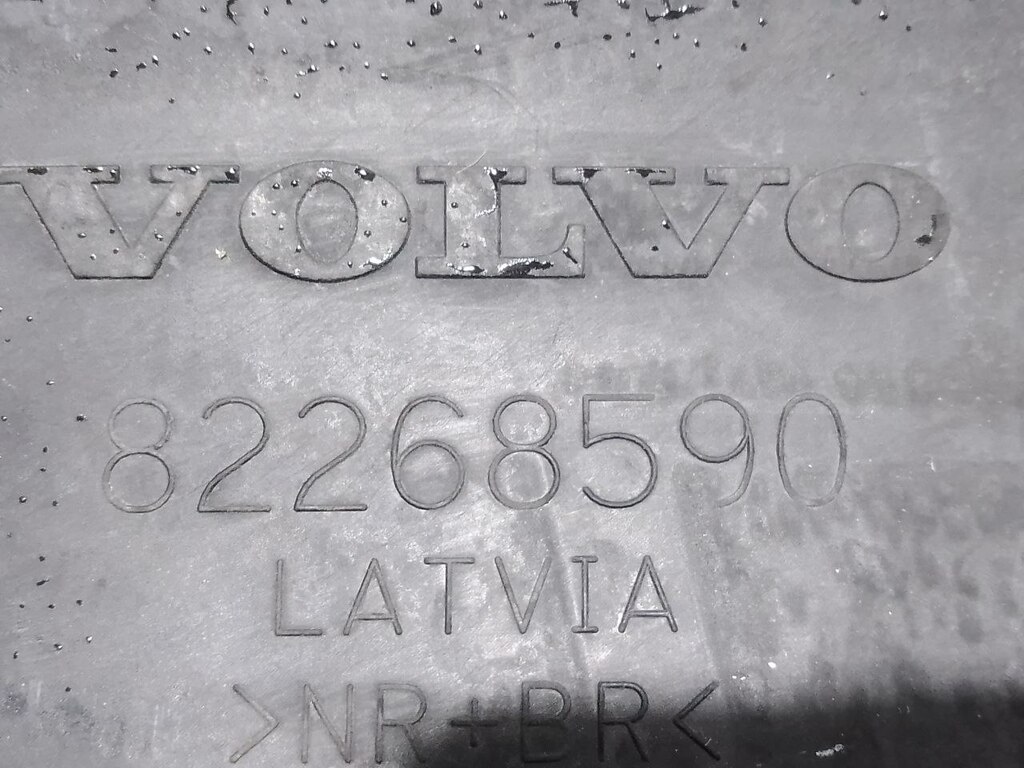 VOLVO
82268590
LATVIA
>NR+BR<